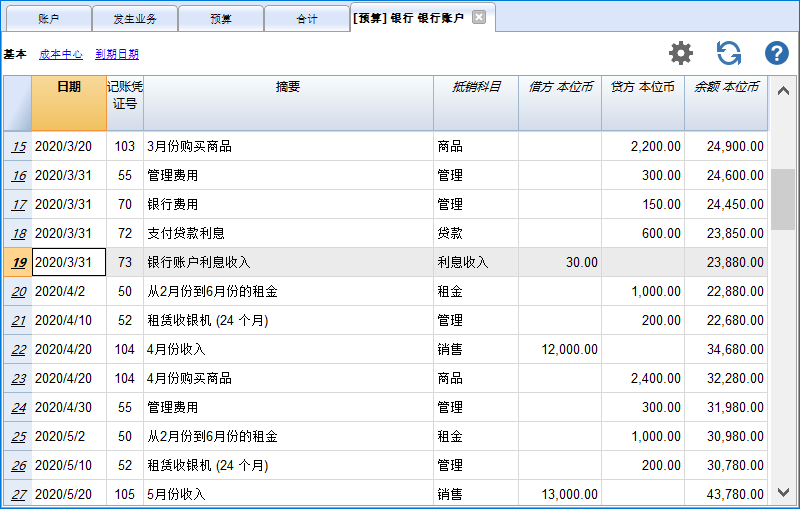 账户 发生业务 预算 合计 [预算] 银行 银行账户
基本 成本中心 到期日期
日期 记账凭证号 摘要 抵销科目 借方 本位币 贷方 本位币 余额 本位币
15 2020/3/20 103 3月份购买商品 商品 2,200.00 24,900.00
16 2020/3/31 55 管理费用 管理 300.00 24,600.00
17 2020/3/31 70 银行费用 管理 150.00 24,450.00
18 2020/3/31 72 支付贷款利息 贷款 600.00 23,850.00
19 2020/3/31 73 银行账户利息收入 利息收入 30.00 23,880.00
20 2020/4/2 50 从2月份到6月份的租金 租金 1,000.00 22,880.00
21 2020/4/10 52 租赁收银机 (24 个月) 管理 200.00 22,680.00
22 2020/4/20 104 4月份收入 销售 12,000.00 34,680.00
23 2020/4/20 104 4月份购买商品 商品 2,400.00 32,280.00
24 2020/4/30 55 管理费用 管理 300.00 31,980.00
25 2020/5/2 50 从2月份到6月份的租金 租金 1,000.00 30,980.00
26 2020/5/10 52 租赁收银机 (24 个月) 管理 200.00 30,780.00
27 2020/5/20 105 5月份收入 销售 13,000.00 43,780.00